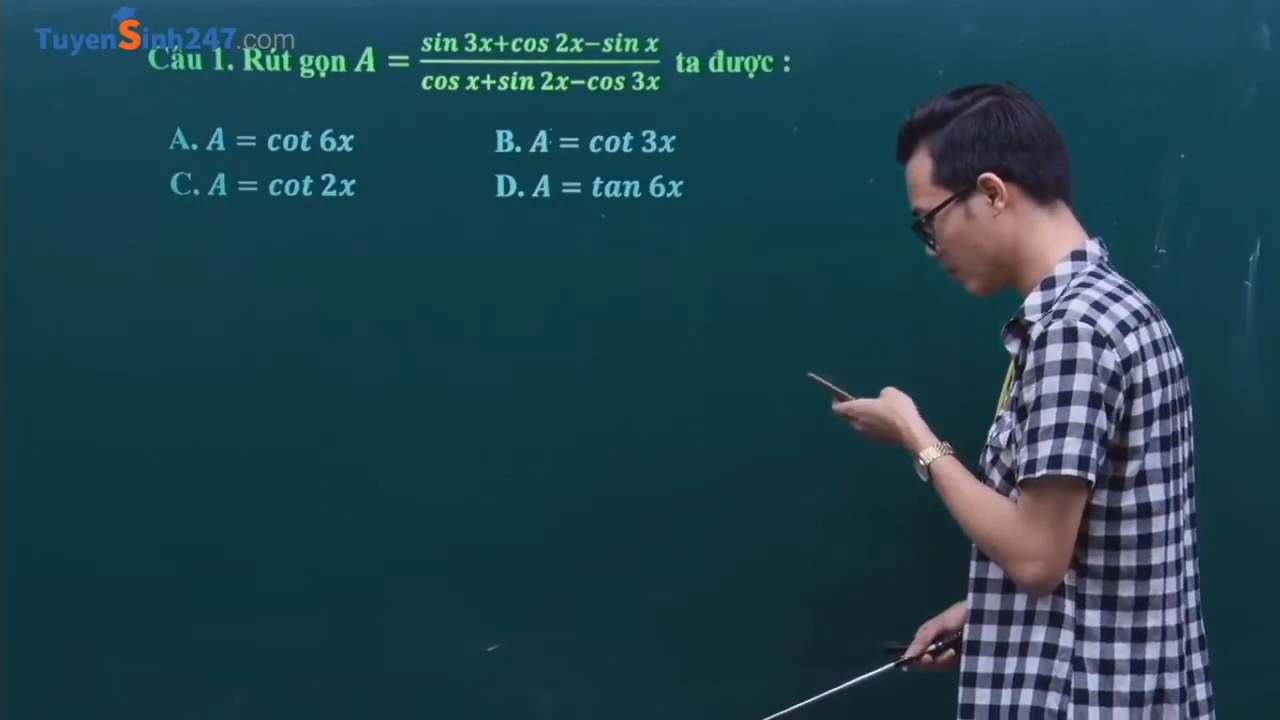 TuyenSinh247.com
Câu 1. Rút gọn A = (sin 3x+cos 2x−sin x)/(cos x+sin 2x−cos 3x) ta được :
A. A = cot 6x B. A = cot 3x
C. A = cot 2x D. A = tan 6x